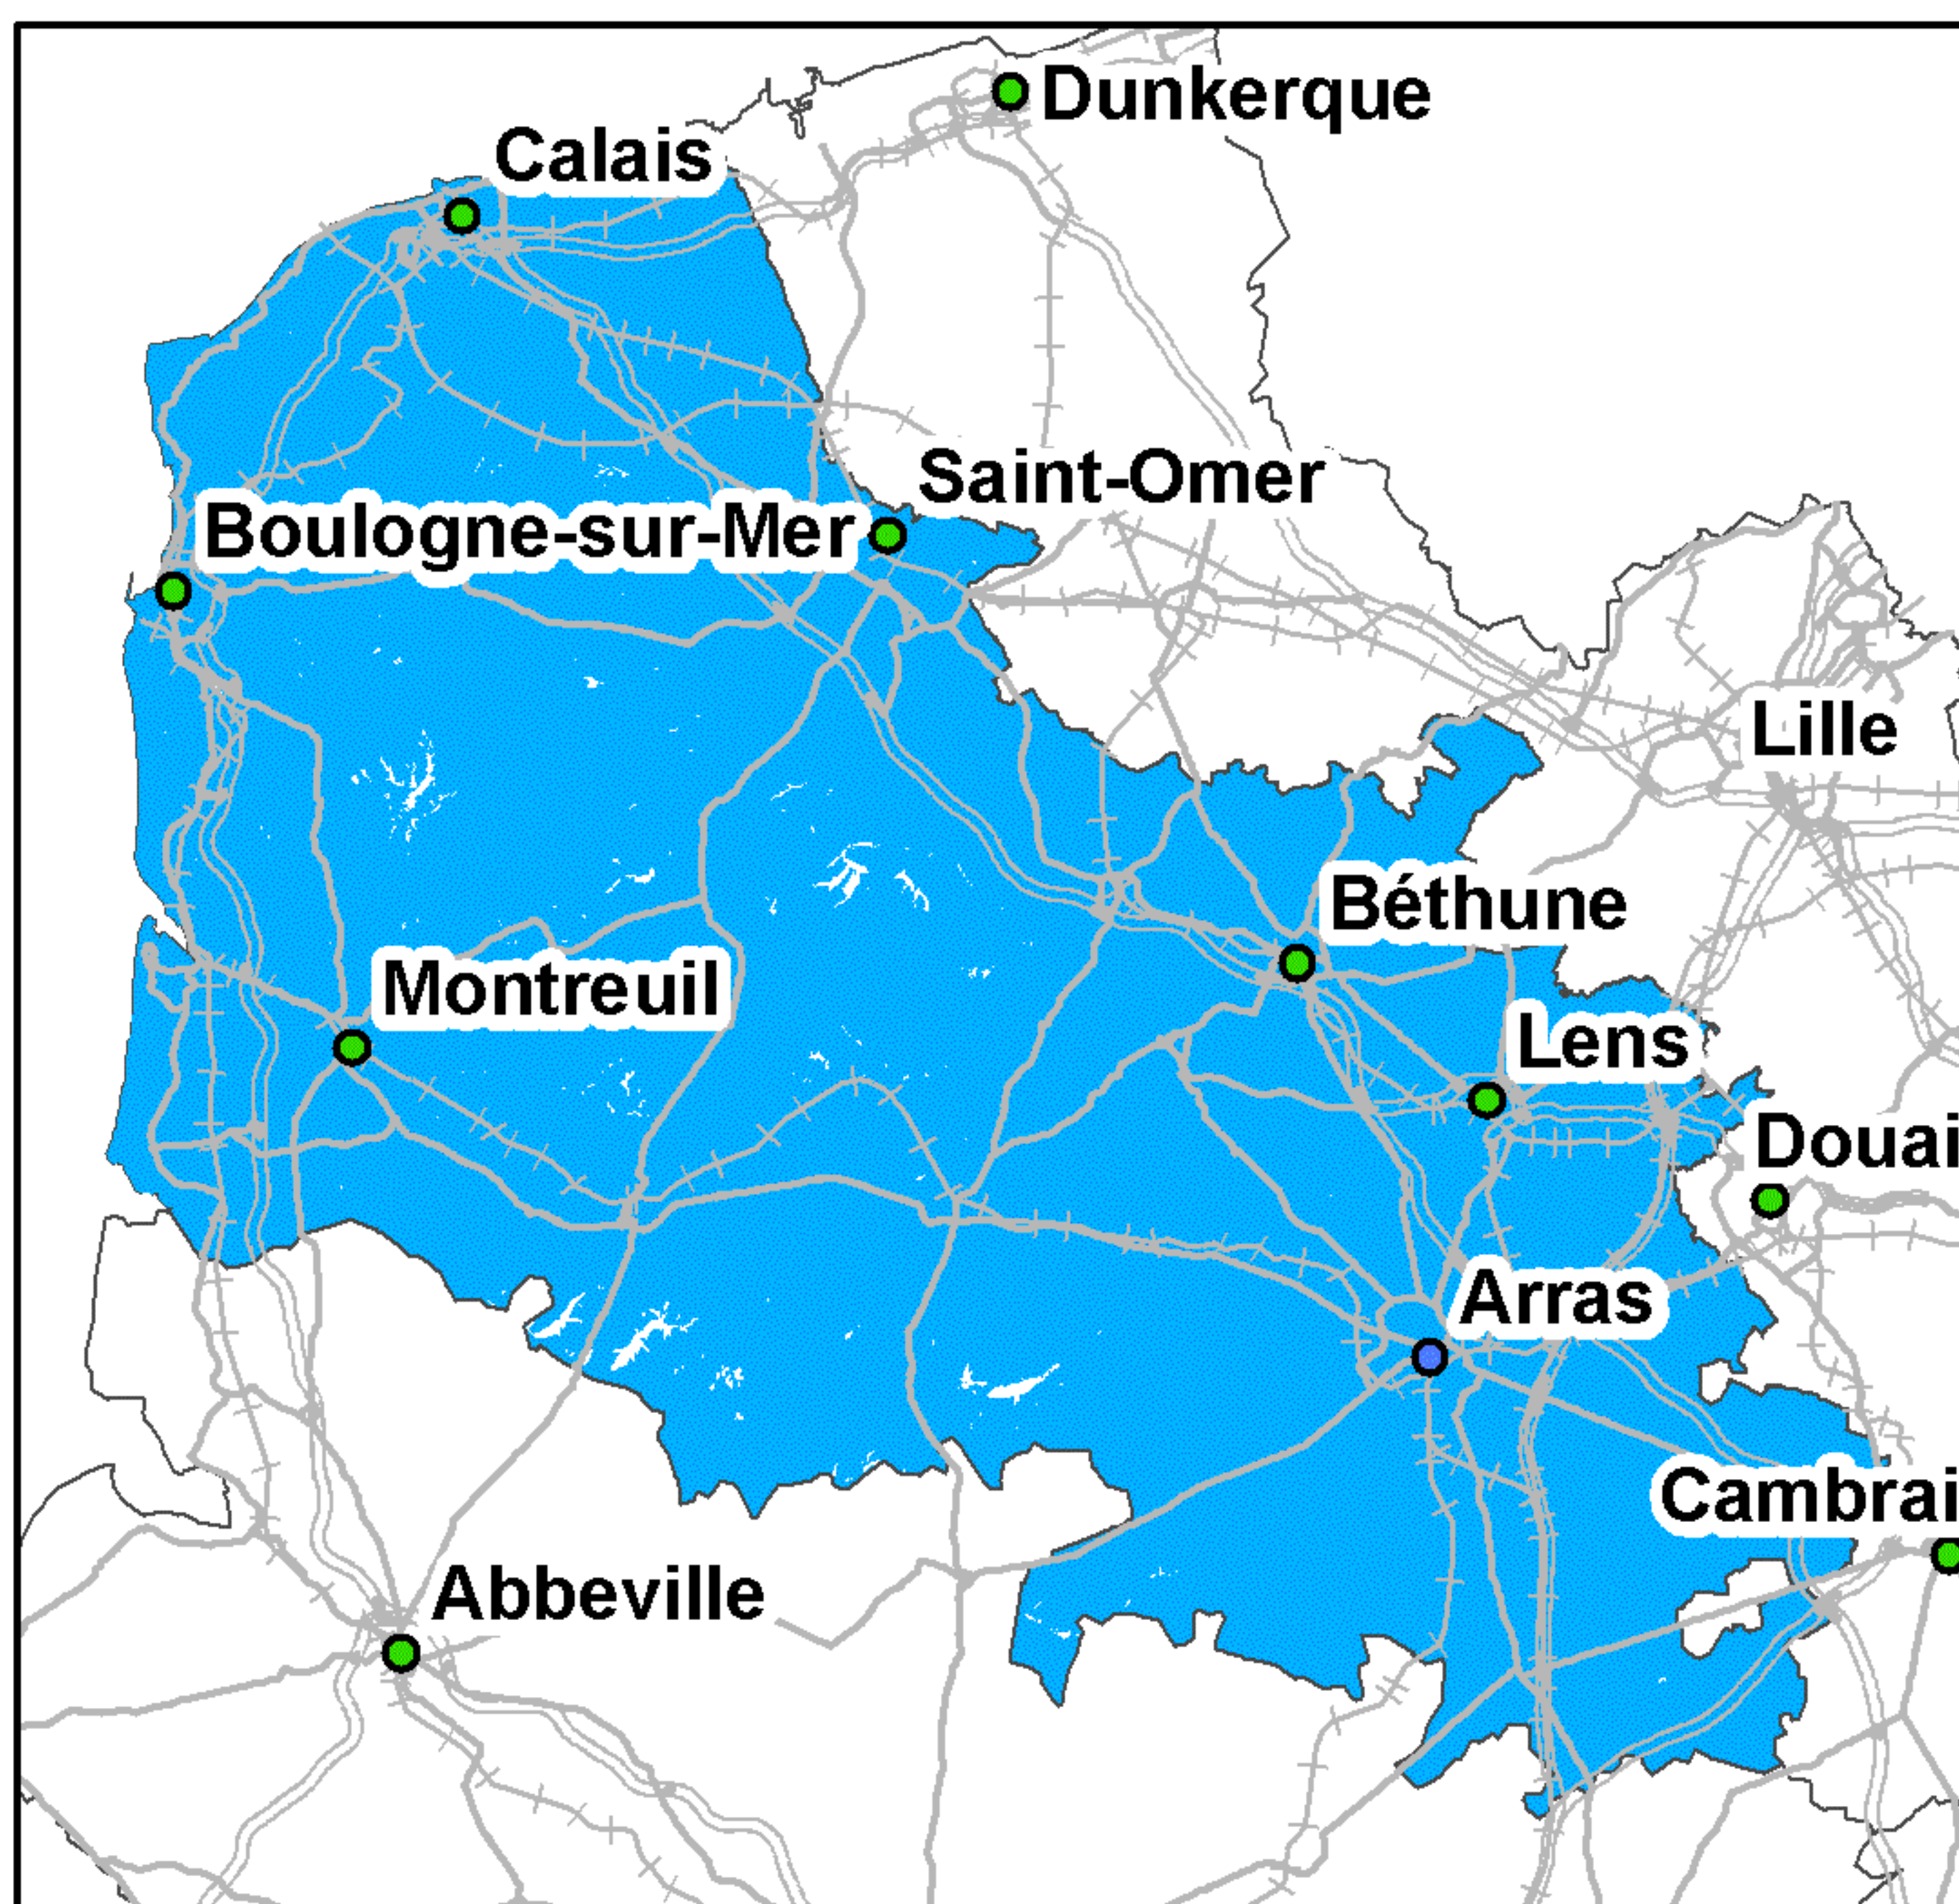 Dunkerque
Calais
Saint-Omer
Boulogne-sur-Mer
Lille
Béthune
Montreuil
Lens
Douai
Arras
Cambrai
Abbeville